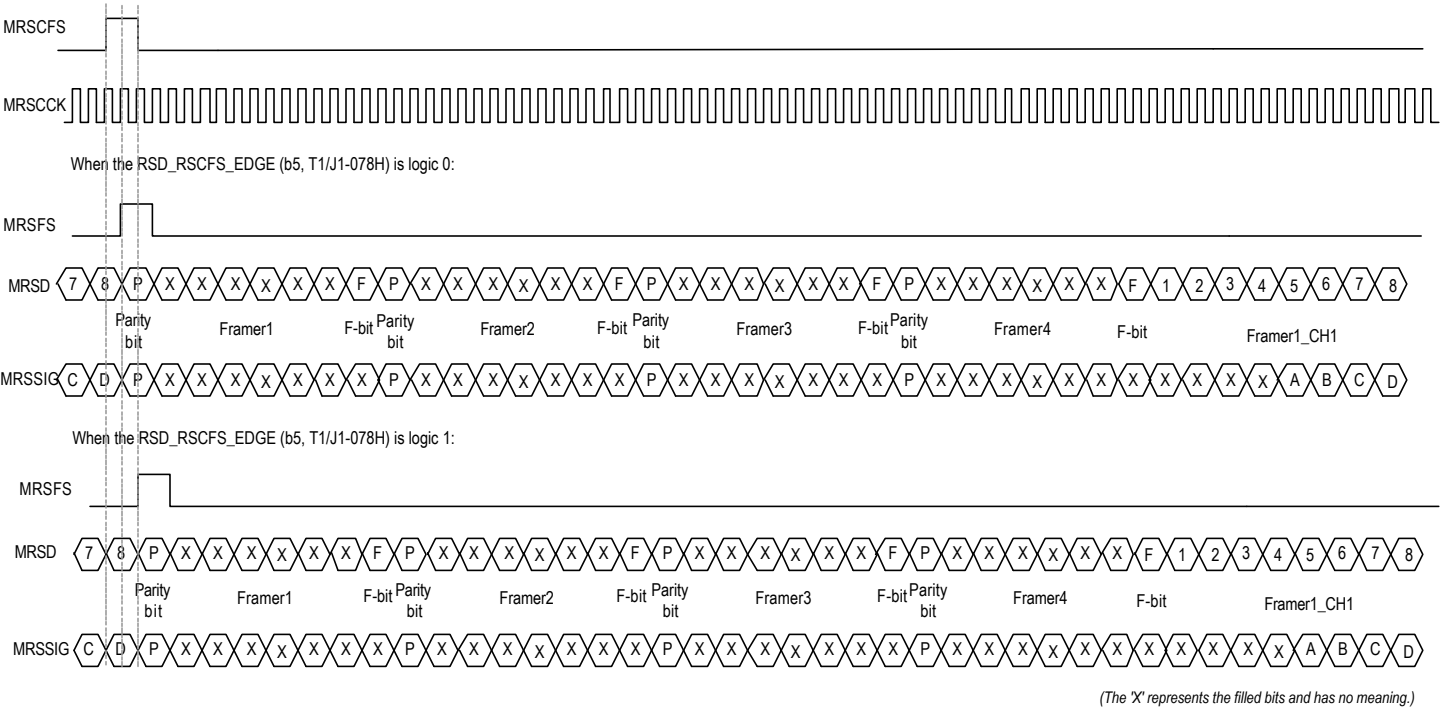 MRSCFS
MRSCCK
When the RSD_RSCFS_EDGE (b5, T1/J1-078H) is logic 0:
MRSFS
MRSD 7 8 P X X X X X X F P X X X X X X F P X X X X X X F P X X X X X X F 1 2 3 4 5 6 7 8
Parity bit Framer1 F-bit Parity bit Framer2 F-bit Parity bit Framer3 F-bit Parity bit Framer4 F-bit Framer1_CH1
MRSSIG C D P X X X X X X X P X X X X X X X P X X X X X X X P X X X X X X X X X X X A B C D
When the RSD_RSCFS_EDGE (b5, T1/J1-078H) is logic 1:
MRSFS
MRSD 7 8 P X X X X X X F P X X X X X X F P X X X X X X F P X X X X X X F 1 2 3 4 5 6 7 8
Parity bit Framer1 F-bit Parity bit Framer2 F-bit Parity bit Framer3 F-bit Parity bit Framer4 F-bit Framer1_CH1
MRSSIG C D P X X X X X X X P X X X X X X X P X X X X X X X P X X X X X X X X X X X A B C D
(The 'X' represents the filled bits and has no meaning.)